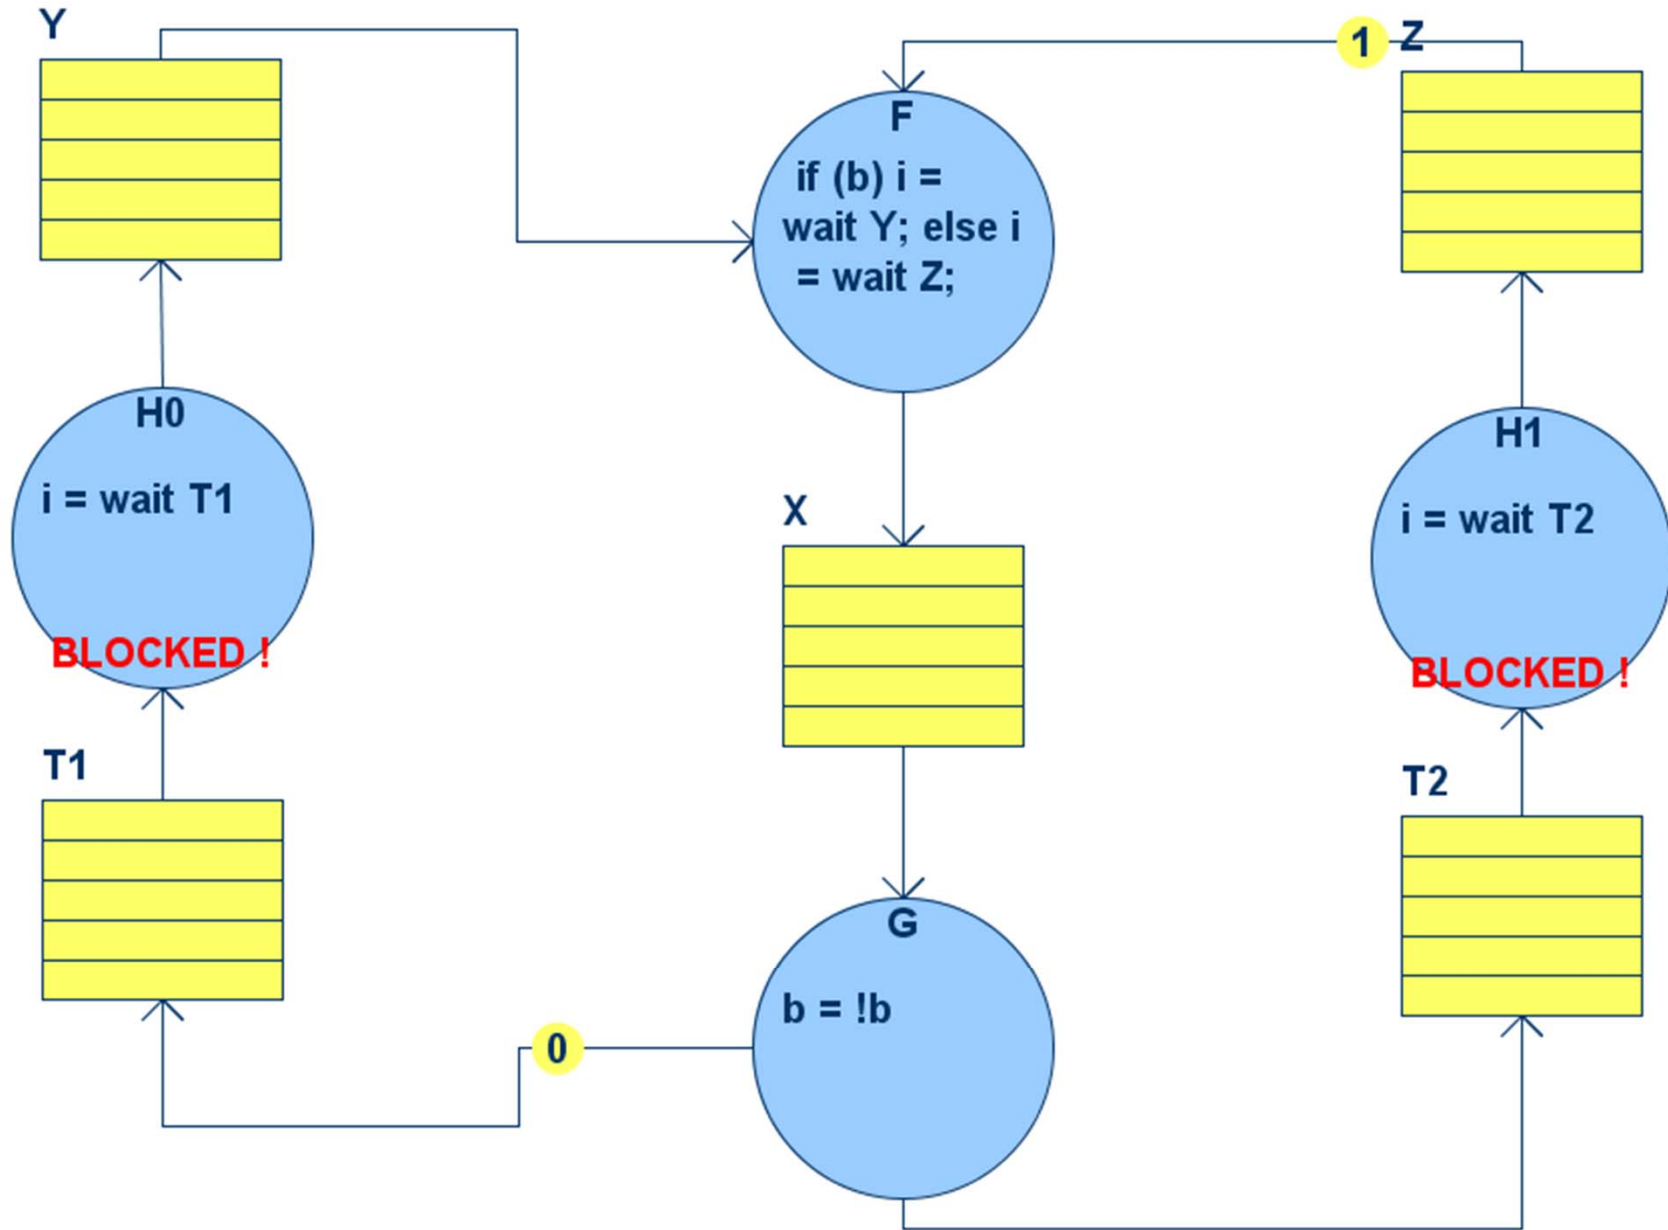 Y
1
Z
F
if (b) i =
wait Y; else i
= wait Z;
H0
i = wait T1
BLOCKED !
H1
i = wait T2
BLOCKED !
X
T1
T2
G
b = !b
0